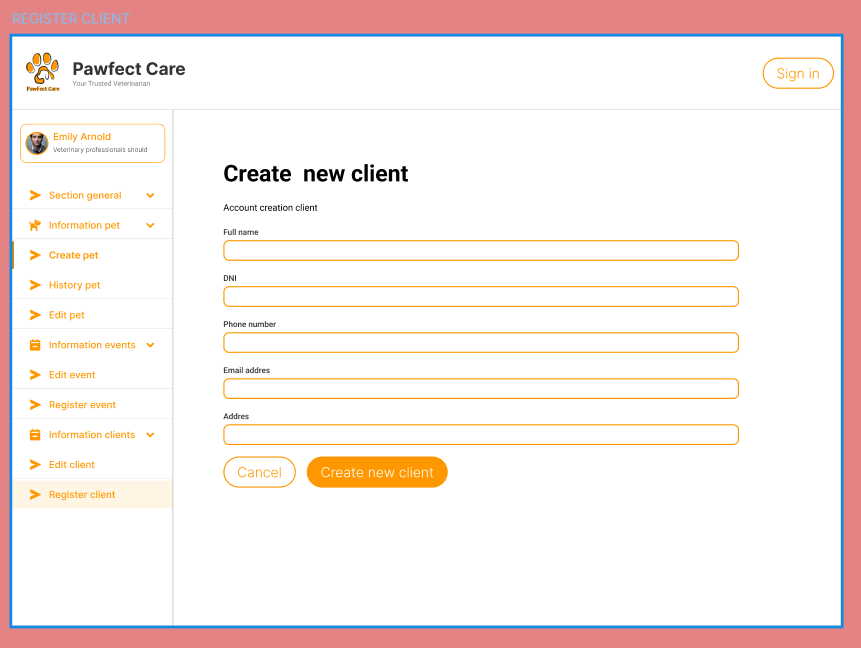 REGISTER CLIENT
PawFect Care
Pawfect Care
Your Trusted Veterinarian
Sign in
Emily Arnold
Veterinary professionals should
Section general
Information pet
Create pet
History pet
Edit pet
Information events
Edit event
Register event
Information clients
Edit client
Register client
Create new client
Account creation client
Full name
DNI
Phone number
Email addres
Addres
Cancel
Create new client